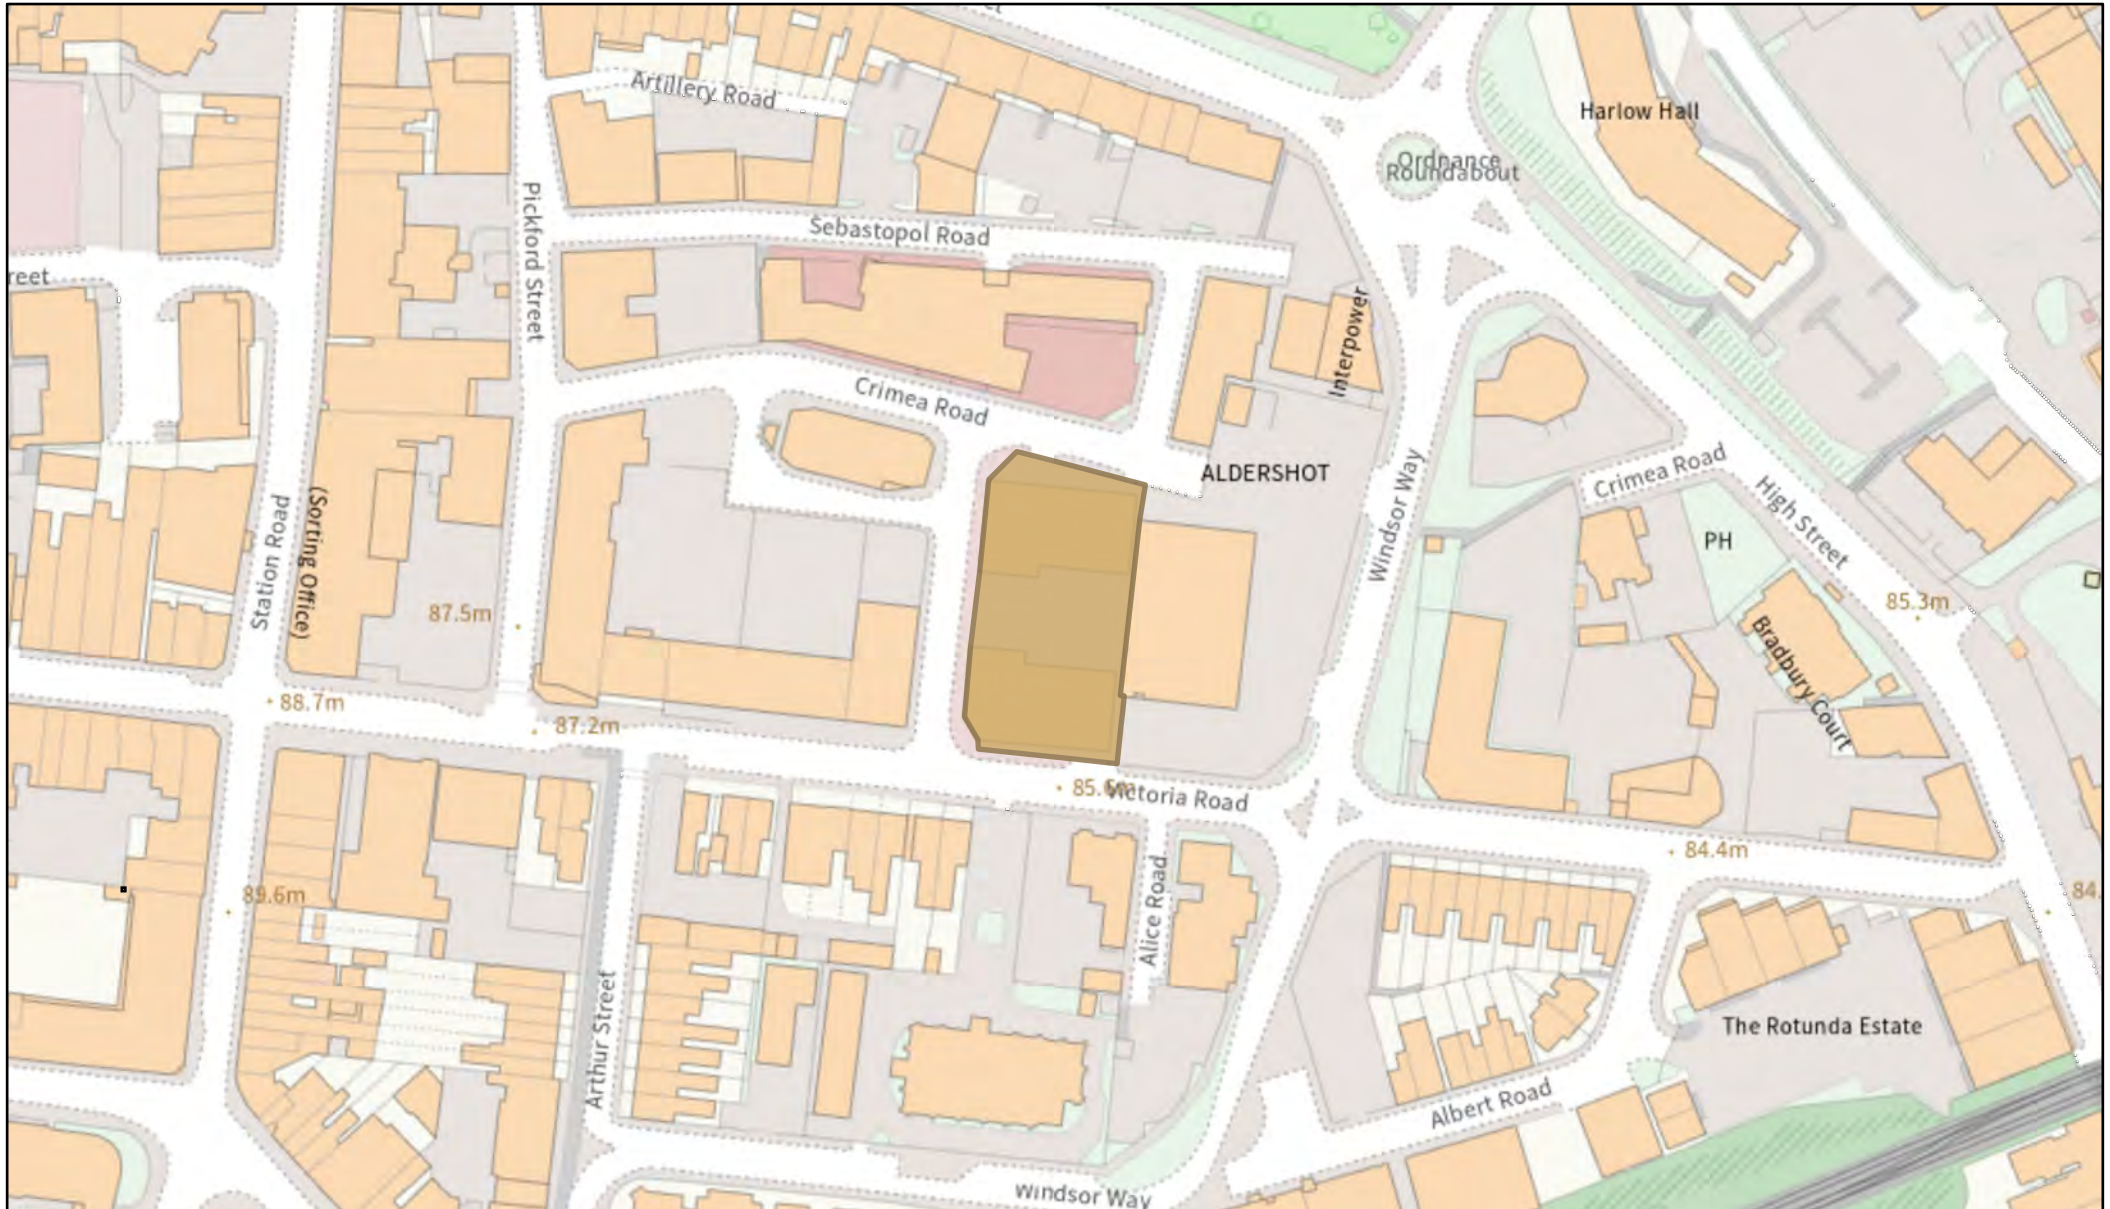 Artillery Road
Harlow Hall
Ordnance
Roundabout
Pickford Street
Sebastopol Road
reet
Interpower
Crimea Road
ALDERSHOT
Windsor Way
Crimea Road
High Street
PH
Station Road
(Sorting Office)
87.5m
85.3m
Bradbury Court
88.7m
87.2m
Victoria Road
84.4m
89.6m
84.
Alice Road
Arthur Street
The Rotunda Estate
Albert Road
Windsor Way